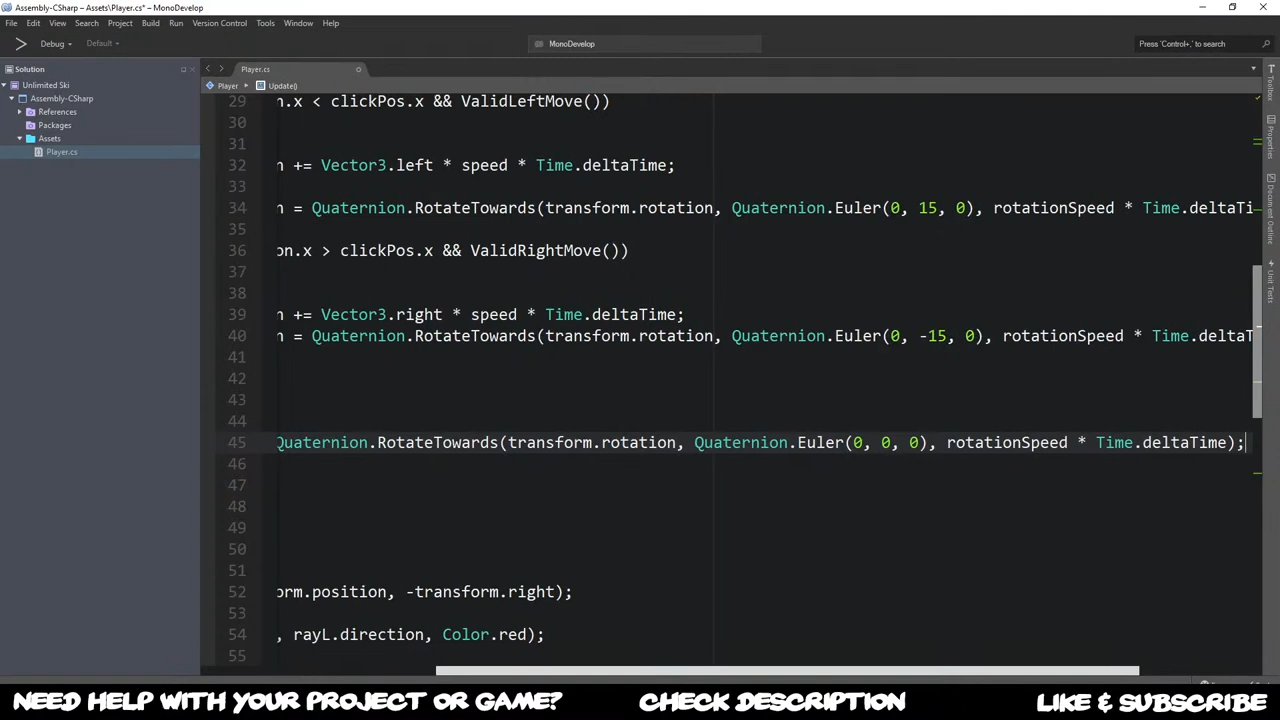 Assembly-CSharp – Assets\Player.cs* - MonoDevelop
File Edit View Search Project Build Run Version Control Tools Window Help
Debug Default MonoDevelop Press 'Control+,' to search
Solution
Player.cs
Player Update()
Unlimited Ski
Assembly-CSharp
References
Packages
Assets
Player.cs
29 n.x < clickPos.x && ValidLeftMove())
30
31
32 n += Vector3.left * speed * Time.deltaTime;
33
34 n = Quaternion.RotateTowards(transform.rotation, Quaternion.Euler(0, 15, 0), rotationSpeed * Time.deltaTi
35
36 on.x > clickPos.x && ValidRightMove())
37
38
39 n += Vector3.right * speed * Time.deltaTime;
40 n = Quaternion.RotateTowards(transform.rotation, Quaternion.Euler(0, -15, 0), rotationSpeed * Time.deltaT
41
42
43
44
45 Quaternion.RotateTowards(transform.rotation, Quaternion.Euler(0, 0, 0), rotationSpeed * Time.deltaTime);
46
47
48
49
50
51
52 orm.position, -transform.right);
53
54 , rayL.direction, Color.red);
55
Toolbox
Properties
Document Outline
Unit Tests
NEED HELP WITH YOUR PROJECT OR GAME? CHECK DESCRIPTION LIKE & SUBSCRIBE